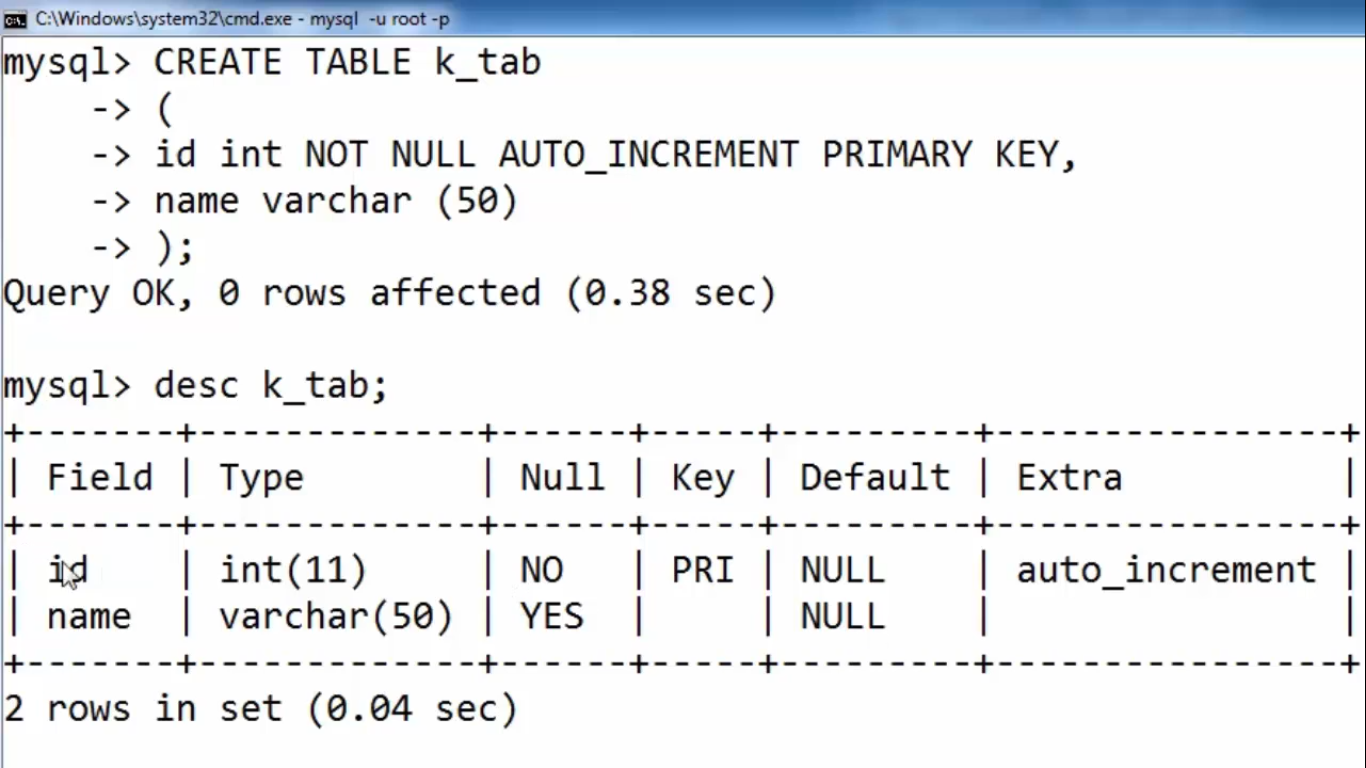 C:\Windows\system32\cmd.exe - mysql -u root -p
mysql> CREATE TABLE k_tab
    -> (
    -> id int NOT NULL AUTO_INCREMENT PRIMARY KEY,
    -> name varchar (50)
    -> );
Query OK, 0 rows affected (0.38 sec)
mysql> desc k_tab;
+-------+-------------+------+-----+---------+----------------+
| Field | Type        | Null | Key | Default | Extra          |
+-------+-------------+------+-----+---------+----------------+
| id    | int(11)     | NO   | PRI | NULL    | auto_increment |
| name  | varchar(50) | YES  |     | NULL    |                |
+-------+-------------+------+-----+---------+----------------+
2 rows in set (0.04 sec)